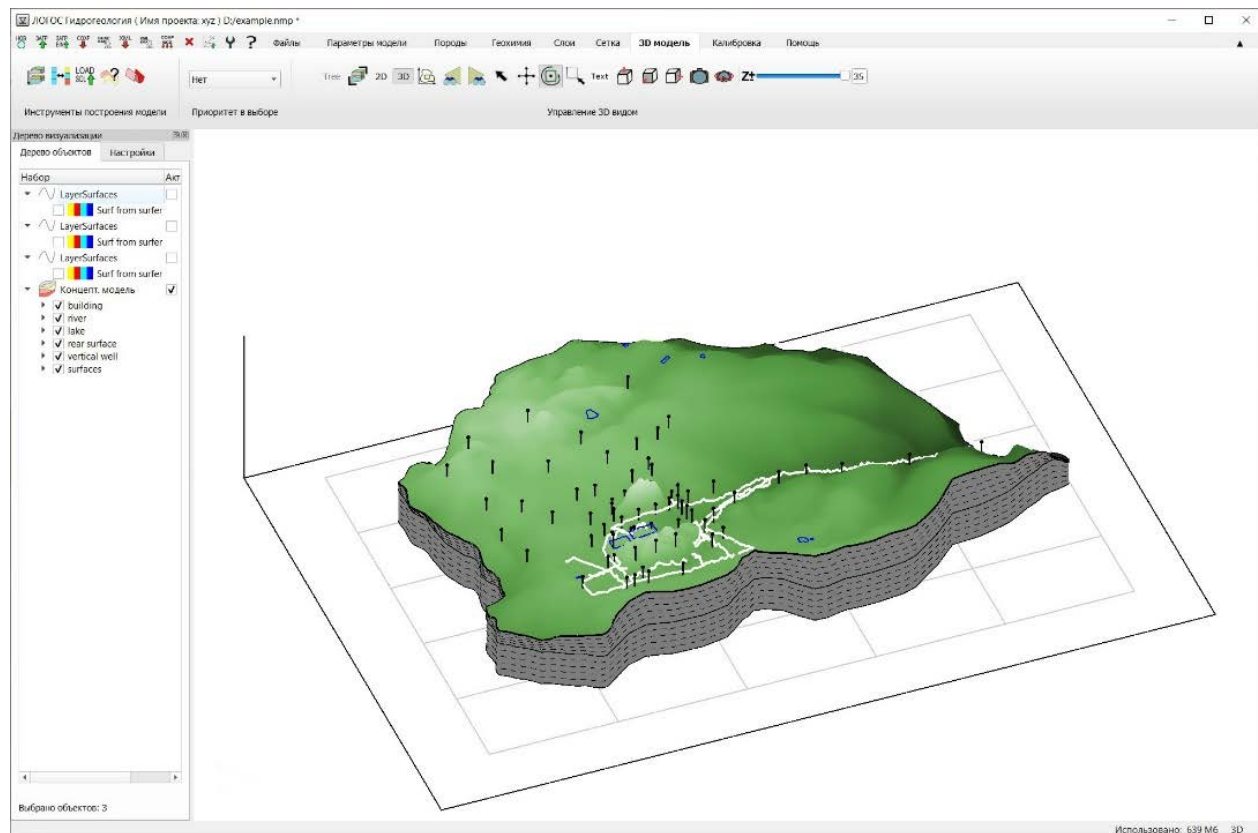 ЛОГОС Гидрогеология ( Имя проекта: xyz ) D:/example.nmp *
Файлы Параметры модели Породы Геохимия Слои Сетка 3D модель Калибровка Помощь
LOAD
Нет Tree 2D 3D Text Z± 35
Инструменты построения модели Приоритет в выборе Управление 3D видом
Дерево визуализации
Дерево объектов Настройки
Набор Акт
LayerSurfaces
Surf from surfer
LayerSurfaces
Surf from surfer
LayerSurfaces
Surf from surfer
Концепт. модель
building
river
lake
rear surface
vertical well
surfaces
Выбрано объектов: 3
Использовано: 639 Мб 3D